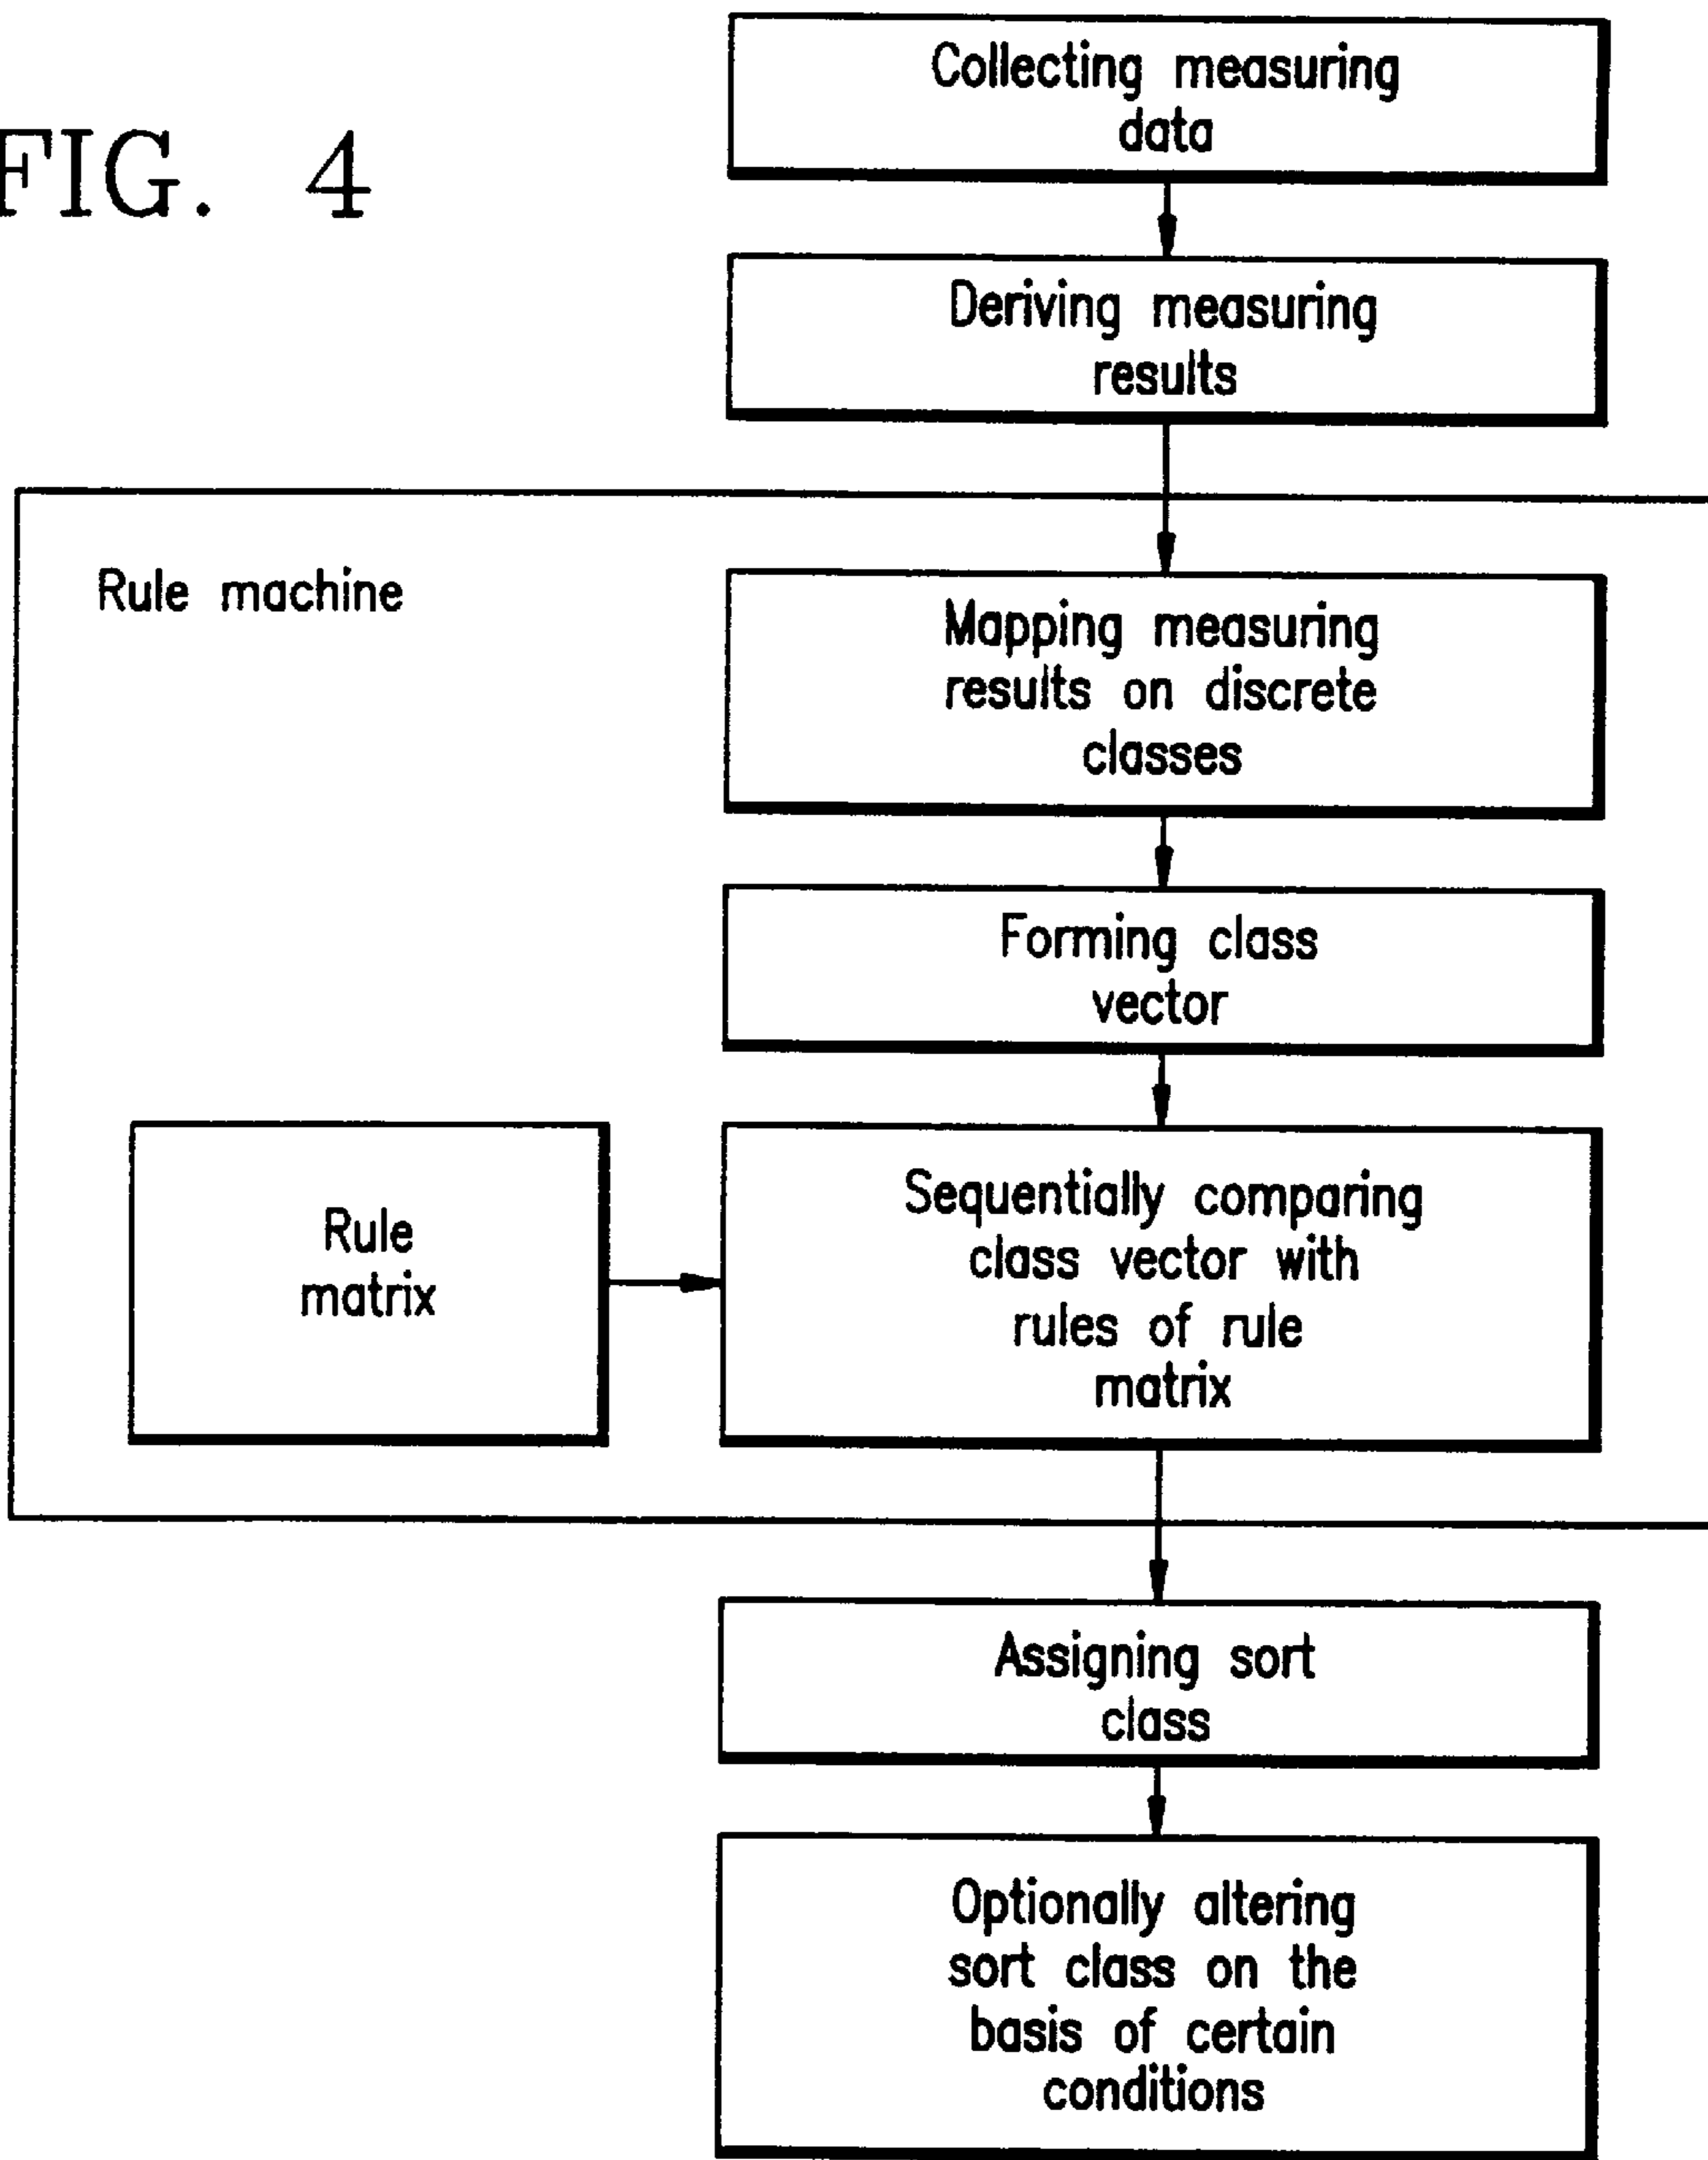 FIG. 4
Collecting measuring
data
Deriving measuring
results
Rule machine
Mapping measuring
results on discrete
classes
Forming class
vector
Rule
matrix
Sequentially comparing
class vector with
rules of rule
matrix
Assigning sort
class
Optionally altering
sort class on the
basis of certain
conditions